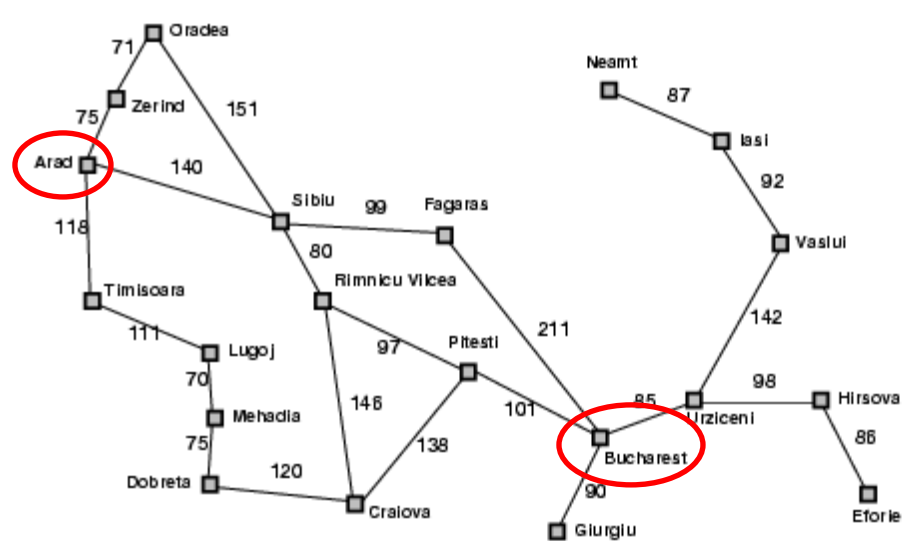 Oradea
71
Neamt
87
Zerind
151
75
Iasi
Arad
140
92
Sibiu
99
Fagaras
118
80
Vaslui
Timisoara
Rimnicu Vilcea
142
111
211
Lugoj
97
Pitesti
70
98
Hirsova
146
101
85
Urziceni
Mehadia
75
138
86
Bucharest
Dobreta
120
90
Craiova
Eforie
Giurgiu